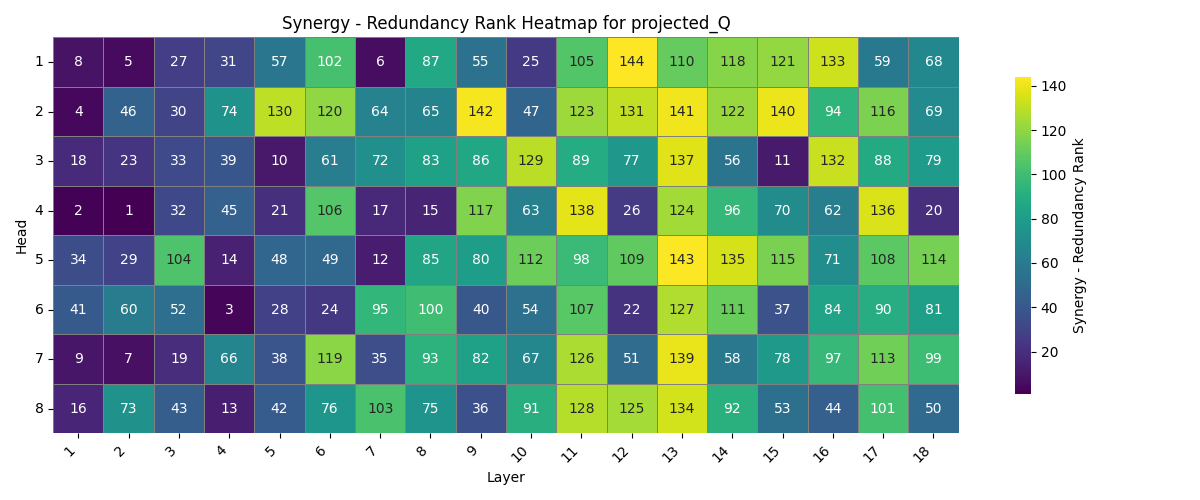 Synergy - Redundancy Rank Heatmap for projected_Q
Head
1 8 5 27 31 57 102 6 87 55 25 105 144 110 118 121 133 59 68
2 4 46 30 74 130 120 64 65 142 47 123 131 141 122 140 94 116 69
3 18 23 33 39 10 61 72 83 86 129 89 77 137 56 11 132 88 79
4 2 1 32 45 21 106 17 15 117 63 138 26 124 96 70 62 136 20
5 34 29 104 14 48 49 12 85 80 112 98 109 143 135 115 71 108 114
6 41 60 52 3 28 24 95 100 40 54 107 22 127 111 37 84 90 81
7 9 7 19 66 38 119 35 93 82 67 126 51 139 58 78 97 113 99
8 16 73 43 13 42 76 103 75 36 91 128 125 134 92 53 44 101 50
1 2 3 4 5 6 7 8 9 10 11 12 13 14 15 16 17 18
Layer
140
120
100
80
60
40
20
Synergy - Redundancy Rank